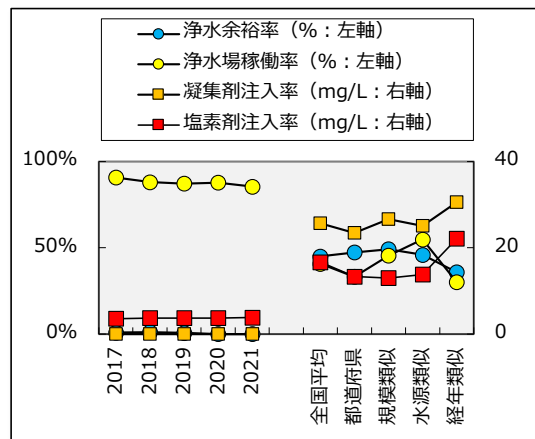 浄水余裕率（%：左軸）
浄水場稼働率（%：左軸）
凝集剤注入率（mg/L：右軸）
塩素剤注入率（mg/L：右軸）
100%
50%
0%
40
20
0
2017
2018
2019
2020
2021
全国平均
都道府県
規模類似
水源類似
経年類似